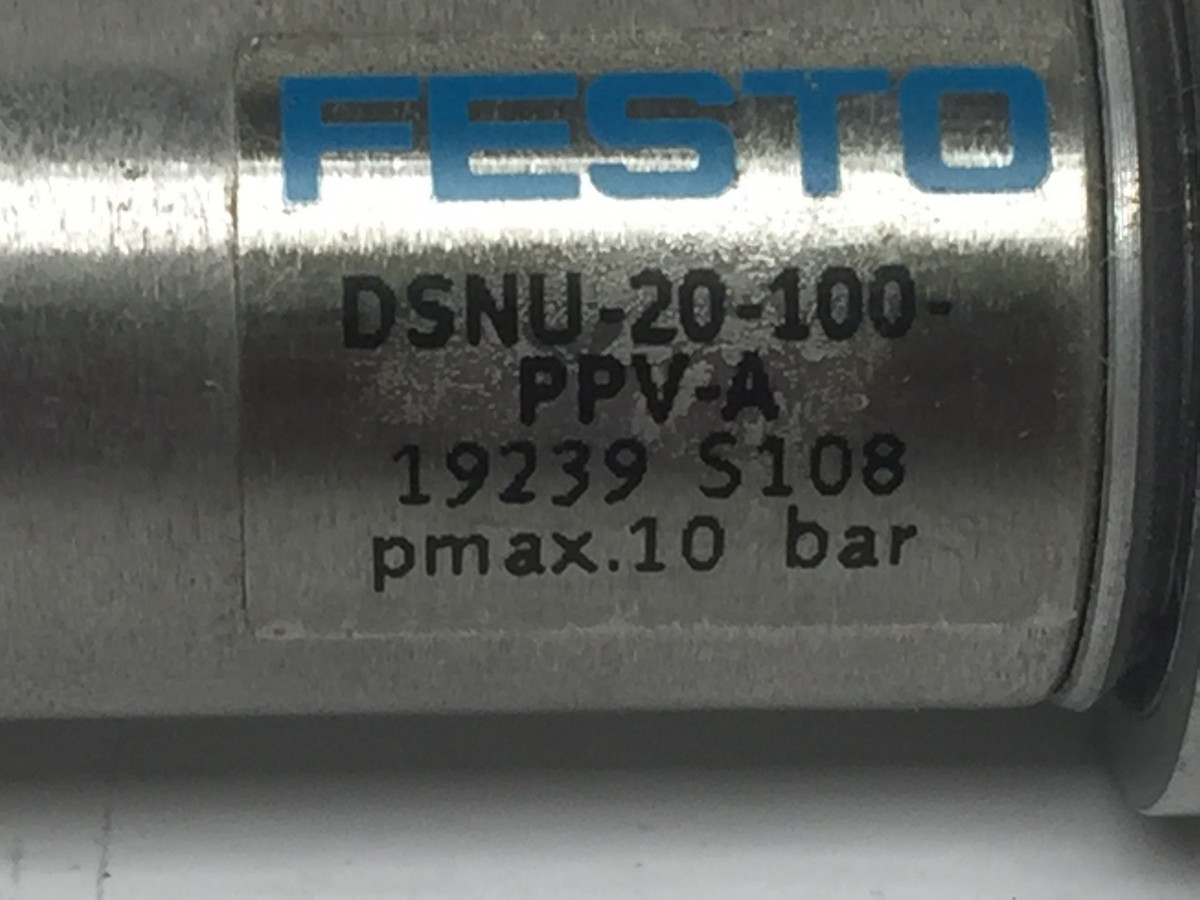 FESTO
DSNU-20-100-
PPV-A
19239 S108
pmax.10 bar